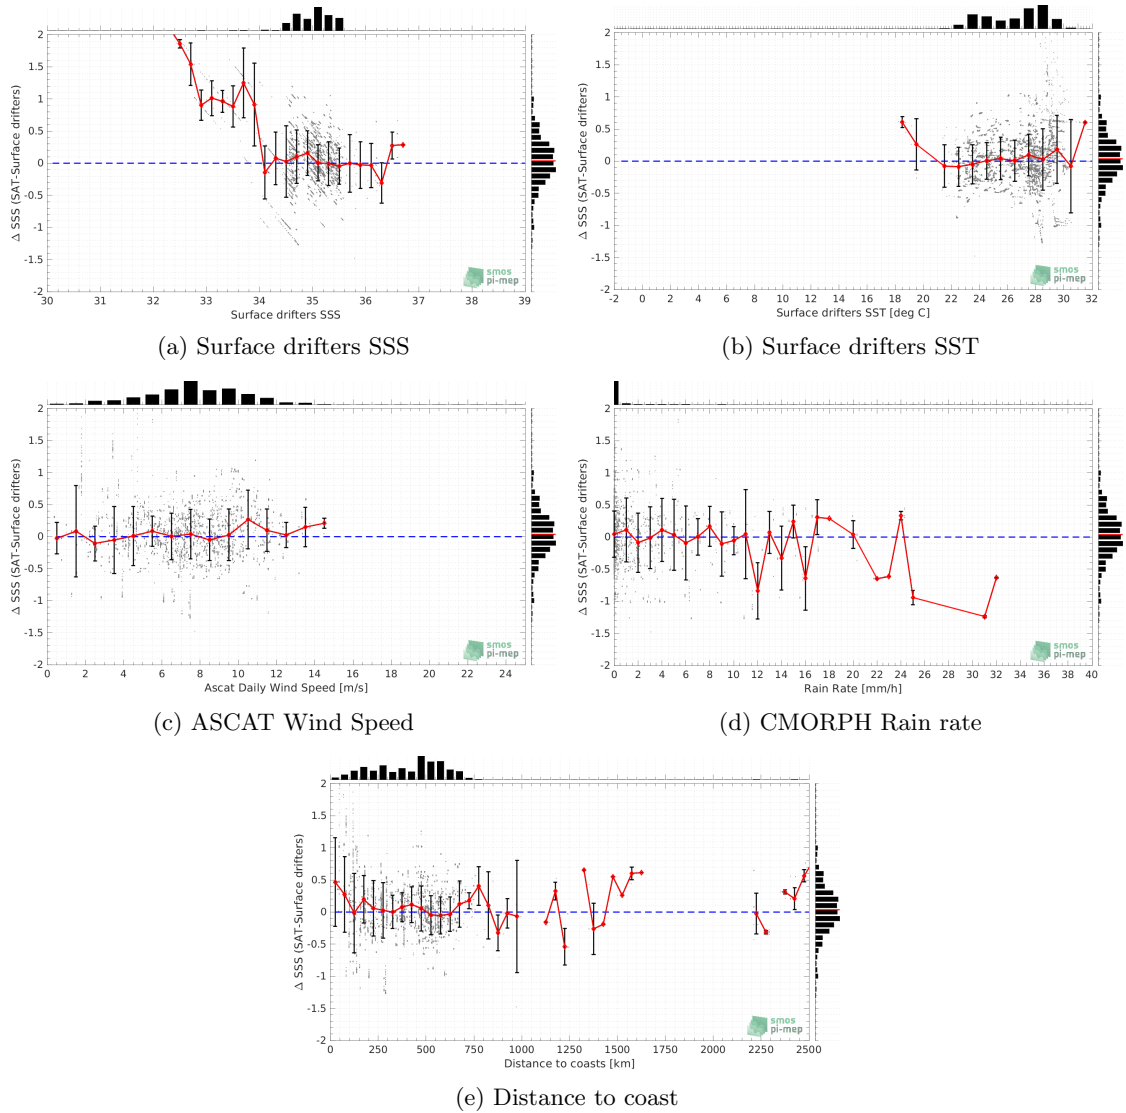 2
1.5
1
0.5
0
-0.5
-1
-1.5
-2
Δ SSS (SAT-Surface drifters)
30 31 32 33 34 35 36 37 38 39
Surface drifters SSS
smos
pi-mep
(a) Surface drifters SSS
2
1.5
1
0.5
0
-0.5
-1
-1.5
-2
Δ SSS (SAT-Surface drifters)
-2 0 2 4 6 8 10 12 14 16 18 20 22 24 26 28 30 32
Surface drifters SST [deg C]
smos
pi-mep
(b) Surface drifters SST
2
1.5
1
0.5
0
-0.5
-1
-1.5
-2
Δ SSS (SAT-Surface drifters)
0 2 4 6 8 10 12 14 16 18 20 22 24
Ascat Daily Wind Speed [m/s]
smos
pi-mep
(c) ASCAT Wind Speed
2
1.5
1
0.5
0
-0.5
-1
-1.5
-2
Δ SSS (SAT-Surface drifters)
0 2 4 6 8 10 12 14 16 18 20 22 24 26 28 30 32 34 36 38 40
Rain Rate [mm/h]
smos
pi-mep
(d) CMORPH Rain rate
2
1.5
1
0.5
0
-0.5
-1
-1.5
-2
Δ SSS (SAT-Surface drifters)
0 250 500 750 1000 1250 1500 1750 2000 2250 2500
Distance to coasts [km]
smos
pi-mep
(e) Distance to coast